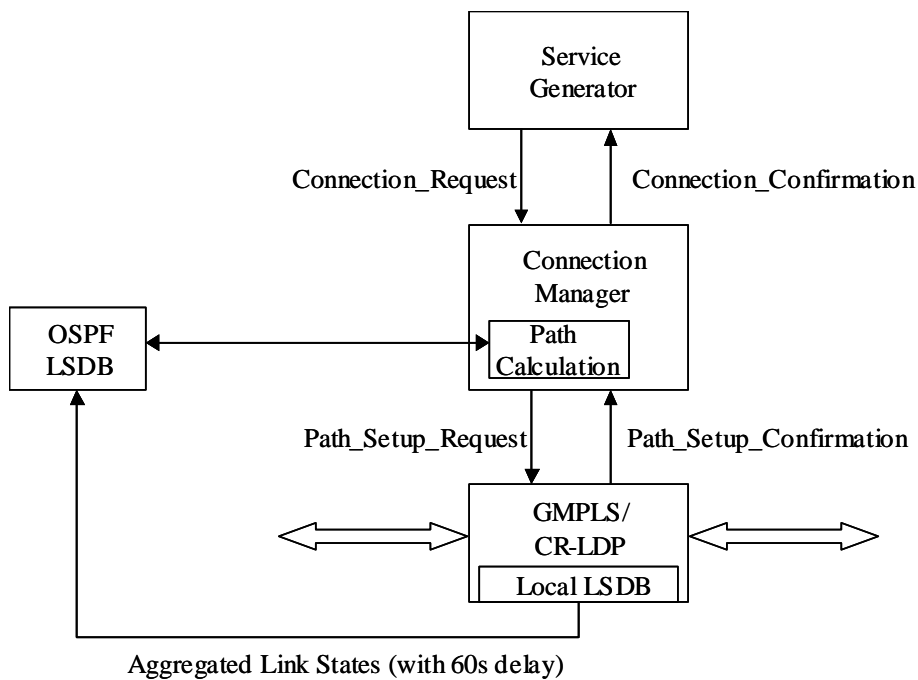 Service
Generator
Connection_Request
Connection_Confirmation
Connection
Manager
OSPF
LSDB
Path
Calculation
Path_Setup_Request
Path_Setup_Confirmation
GMPLS/
CR-LDP
Local LSDB
Aggregated Link States (with 60s delay)